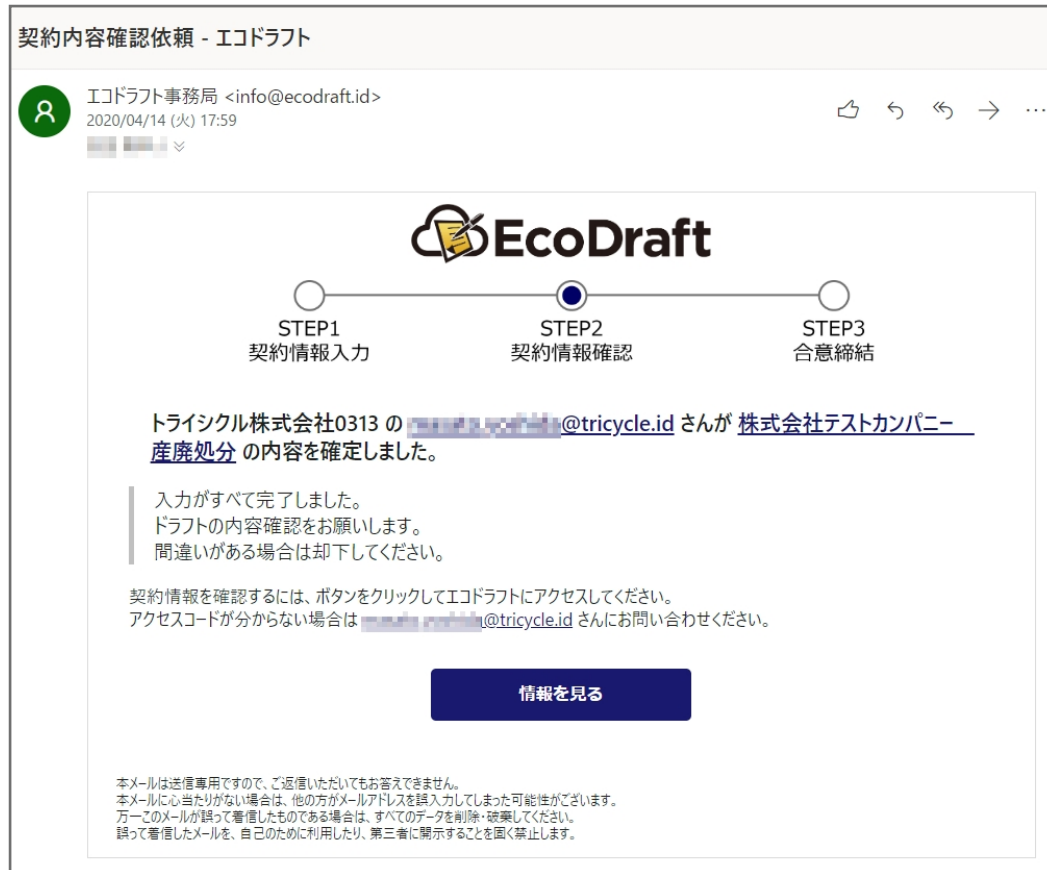 契約内容確認依頼 - エコドラフト
エコドラフト事務局 <info@ecodraft.id>
2020/04/14 (火) 17:59
EcoDraft
STEP1
契約情報入力
STEP2
契約情報確認
STEP3
合意締結
トライシクル株式会社0313 の @tricycle.id さんが 株式会社テストカンパニー
産廃処分 の内容を確定しました。
入力がすべて完了しました。
ドラフトの内容確認をお願いします。
間違いがある場合は却下してください。
契約情報を確認するには、ボタンをクリックしてエコドラフトにアクセスしてください。
アクセスコードが分からない場合は @tricycle.id さんにお問い合わせください。
情報を見る
本メールは送信専用ですので、ご返信いただいてもお答えできません。
本メールに心当たりがない場合は、他の方がメールアドレスを誤入力してしまった可能性がございます。
万一このメールが誤って着信したものである場合は、すべてのデータを削除・破棄してください。
誤って着信したメールを、自己のために利用したり、第三者に開示することを固く禁止します。